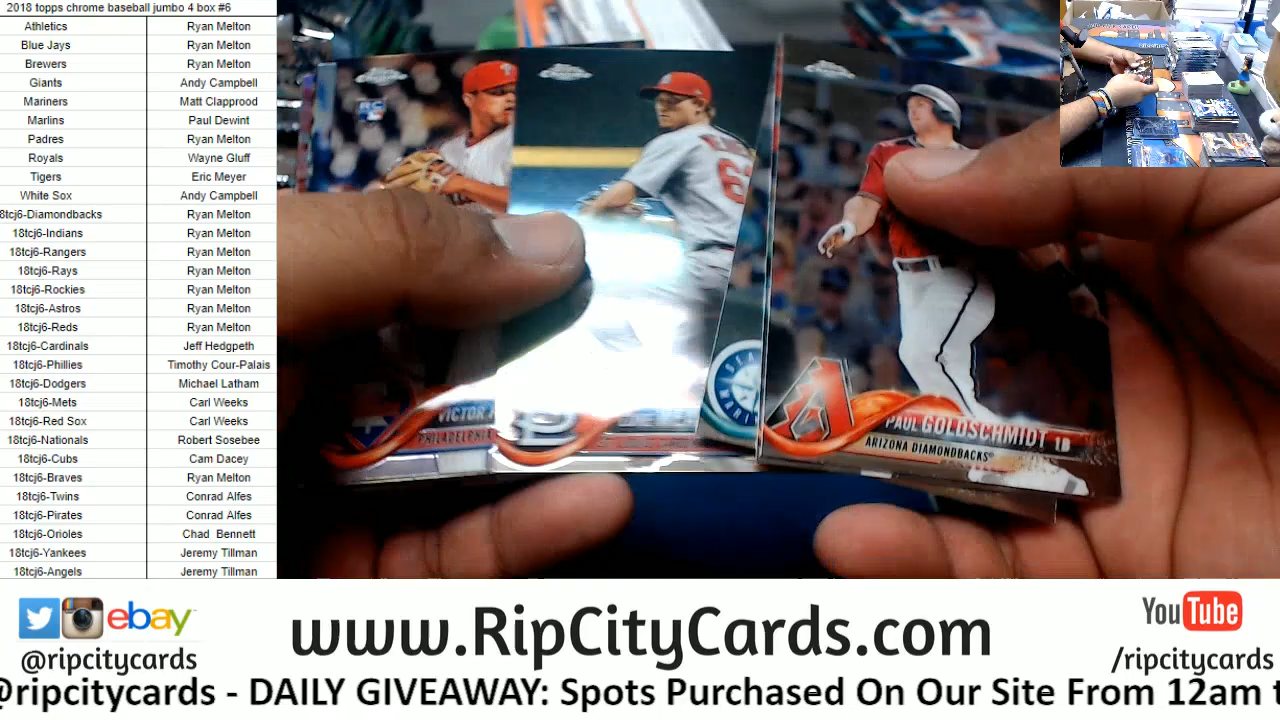 2018 topps chrome baseball jumbo 4 box #6
Athletics Ryan Melton
Blue Jays Ryan Melton
Brewers Ryan Melton
Giants Andy Campbell
Mariners Matt Clapprood
Marlins Paul Dewint
Padres Ryan Melton
Royals Wayne Gluff
Tigers Eric Meyer
White Sox Andy Campbell
8tcj6-Diamondbacks Ryan Melton
18tcj6-Indians Ryan Melton
18tcj6-Rangers Ryan Melton
18tcj6-Rays Ryan Melton
18tcj6-Rockies Ryan Melton
18tcj6-Astros Ryan Melton
18tcj6-Reds Ryan Melton
18tcj6-Cardinals Jeff Hedgpeth
18tcj6-Phillies Timothy Cour-Palais
18tcj6-Dodgers Michael Latham
18tcj6-Mets Carl Weeks
18tcj6-Red Sox Carl Weeks
18tcj6-Nationals Robert Sosebee
18tcj6-Cubs Cam Dacey
18tcj6-Braves Ryan Melton
18tcj6-Twins Conrad Alfes
18tcj6-Pirates Conrad Alfes
18tcj6-Orioles Chad Bennett
18tcj6-Yankees Jeremy Tillman
18tcj6-Angels Jeremy Tillman
RC
VICTOR
PHILADELPHIA
PAUL GOLDSCHMIDT 1B
ARIZONA DIAMONDBACKS
ebay
@ripcitycards
www.RipCityCards.com
YouTube
/ripcitycards
@ripcitycards - DAILY GIVEAWAY: Spots Purchased On Our Site From 12am t